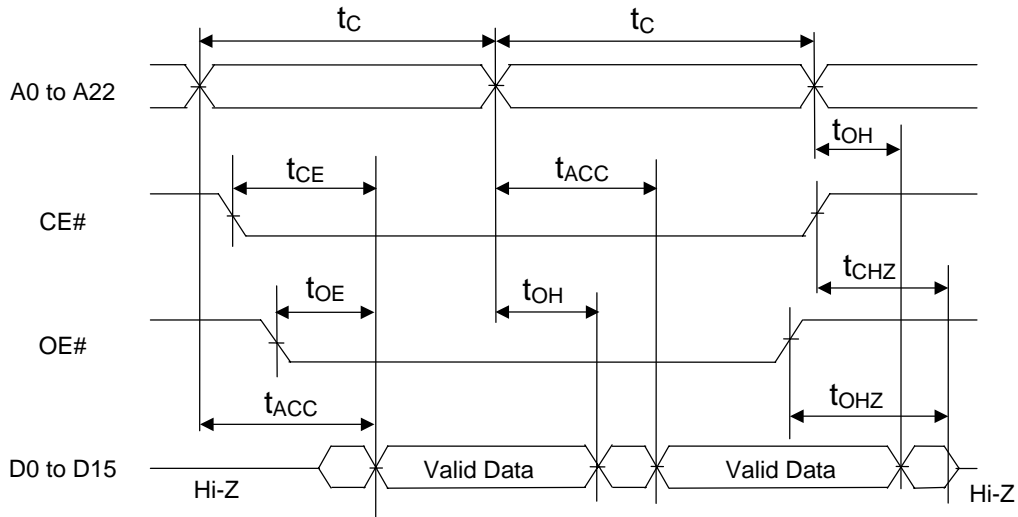 tC tC
A0 to A22
tOH
tCE tACC
CE#
tCHZ
tOE tOH
OE#
tACC tOHZ
D0 to D15 Valid Data Valid Data
Hi-Z Hi-Z